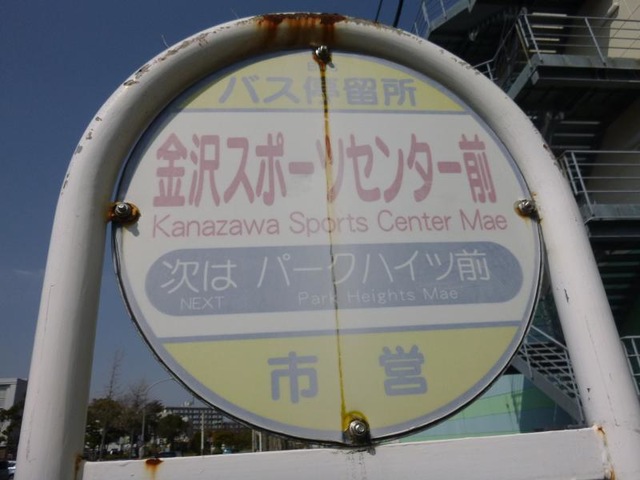 バス停留所
金沢スポーツセンター前
Kanazawa Sports Center Mae
次は パークハイツ前
NEXT Park Heights Mae
市営